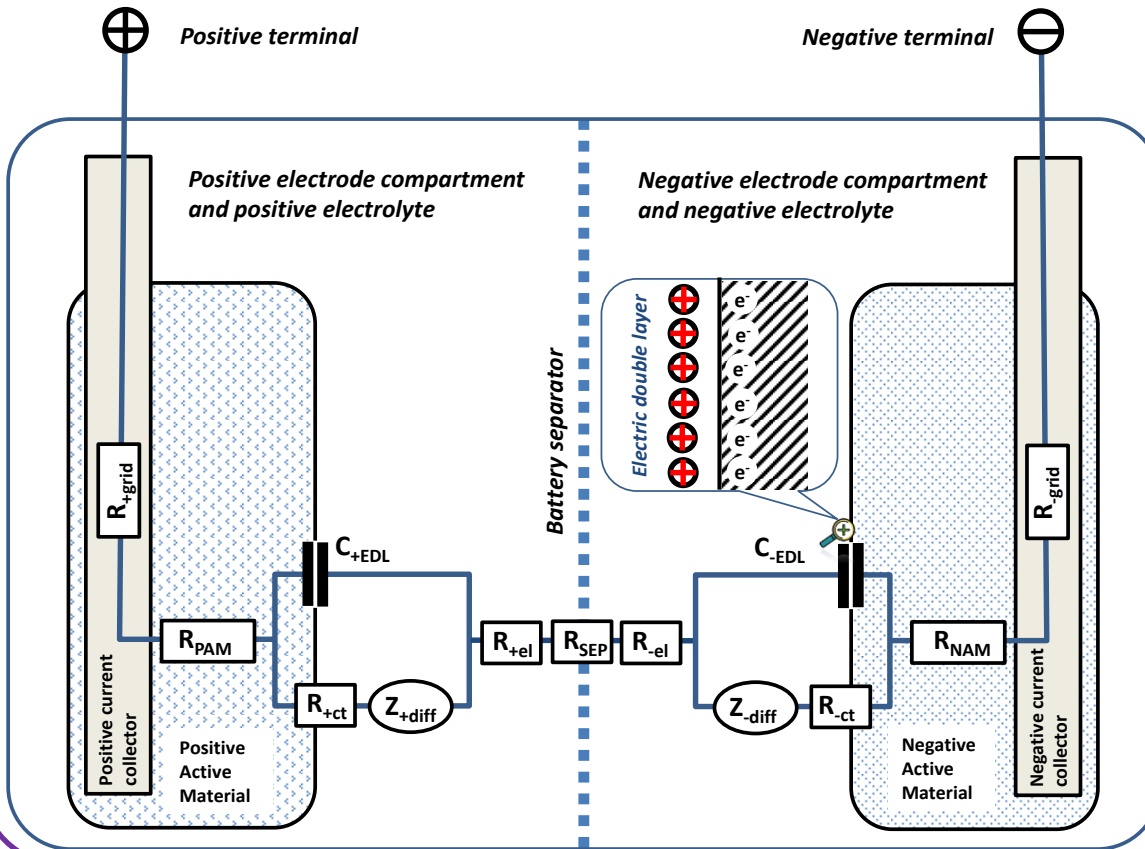 Positive terminal
Negative terminal
Positive electrode compartment
and positive electrolyte
Negative electrode compartment
and negative electrolyte
Electric double layer
e-
e-
e-
e-
e-
e-
Battery separator
R+grid
R-grid
C+EDL
C-EDL
RPAM
R+el
RSEP
R-el
RNAM
R+ct
Z+diff
Z-diff
R-ct
Positive current
collector
Positive
Active
Material
Negative
Active
Material
Negative current
collector